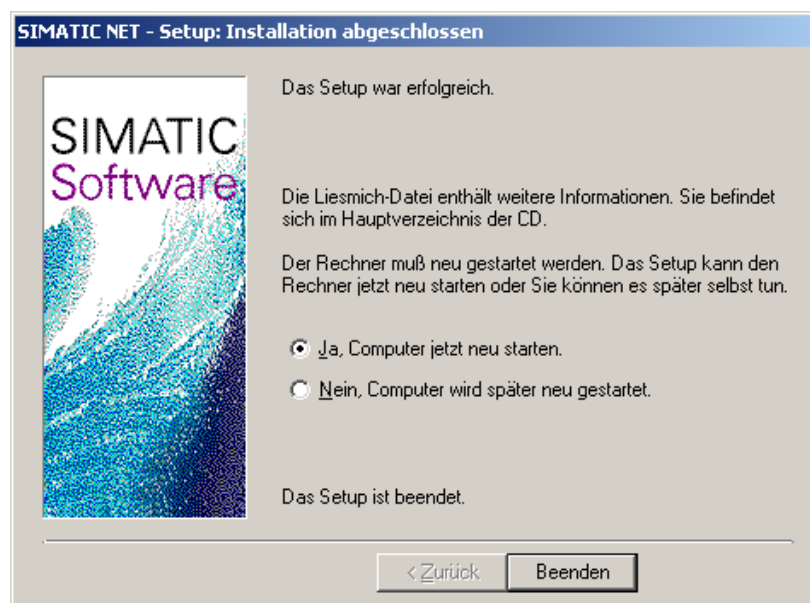 SIMATIC NET - Setup: Installation abgeschlossen
SIMATIC
Software
Das Setup war erfolgreich.
Die Liesmich-Datei enthält weitere Informationen. Sie befindet
sich im Hauptverzeichnis der CD.
Der Rechner muß neu gestartet werden. Das Setup kann den
Rechner jetzt neu starten oder Sie können es später selbst tun.
Ja, Computer jetzt neu starten.
Nein, Computer wird später neu gestartet.
Das Setup ist beendet.
< Zurück
Beenden